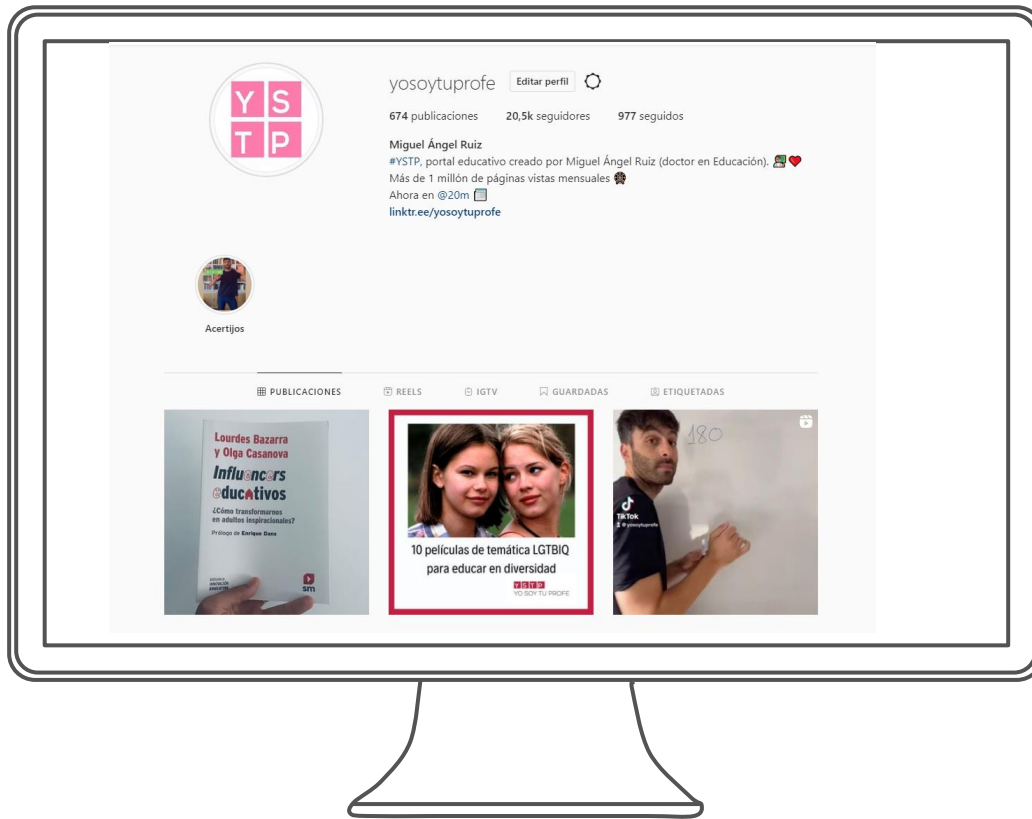 YS
TP
yosoytuprofe Editar perfil
674 publicaciones 20,5k seguidores 977 seguidos
Miguel Ángel Ruiz
#YSTP, portal educativo creado por Miguel Ángel Ruiz (doctor en Educación).
Más de 1 millón de páginas vistas mensuales
Ahora en @20m
linktr.ee/yosoytuprofe
Acertijos
PUBLICACIONES REELS IGTV GUARDADAS ETIQUETADAS
Lourdes Bazarra
y Olga Casanova
Influencers
educativos
¿Cómo transformarnos
en adultos inspiracionales?
Prólogo de Enrique Dans
sm
10 películas de temática LGTBIQ
para educar en diversidad
YSTP
YO SOY TU PROFE
180
TikTok
@yosoytuprofe